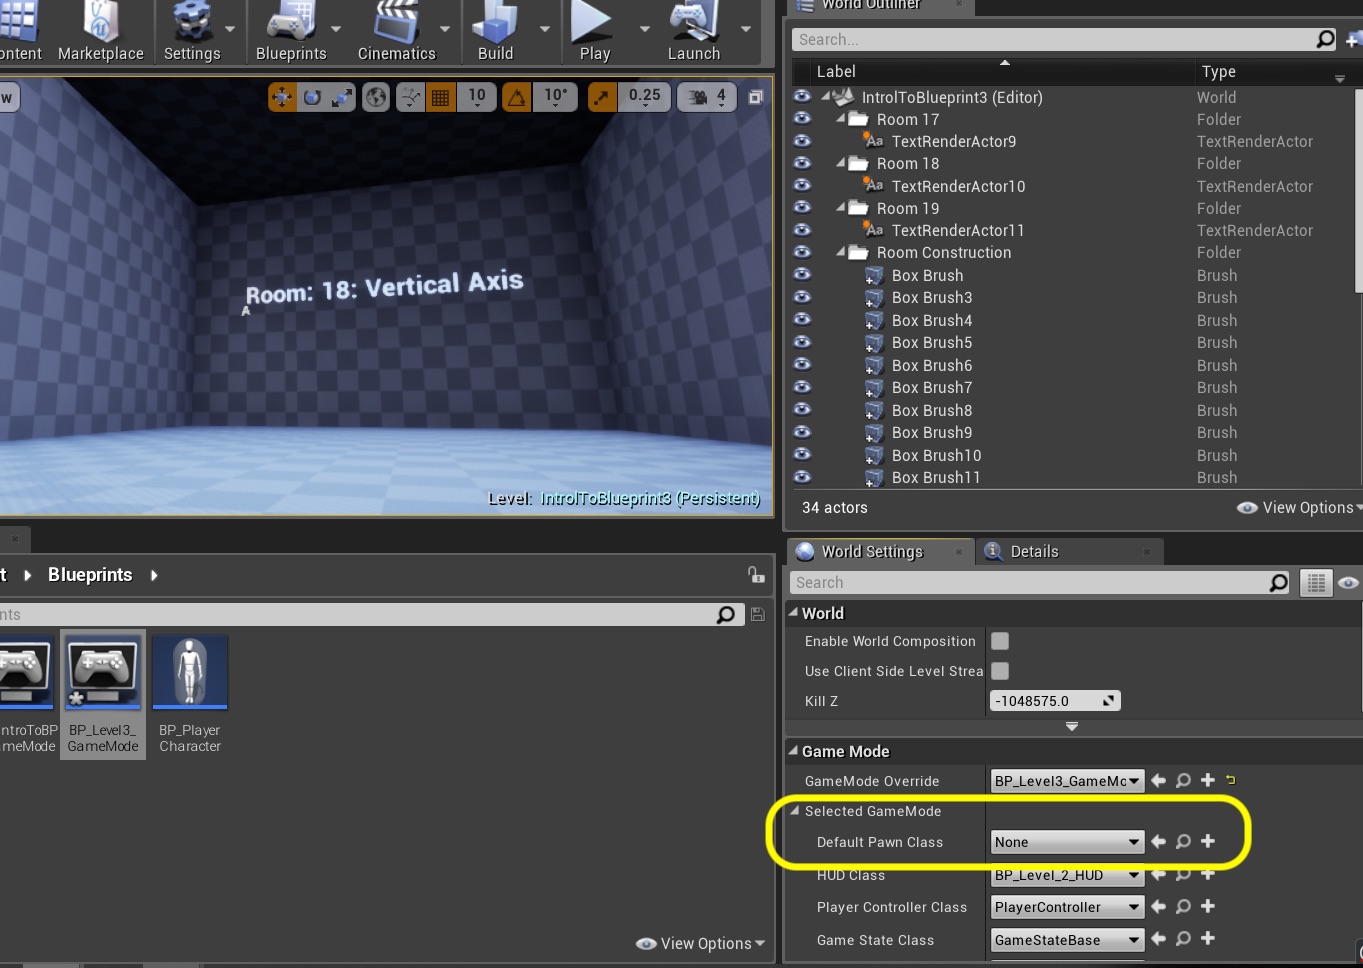 World Outliner
ontent
Marketplace
Settings
Blueprints
Cinematics
Build
Play
Launch
Search...
Label
Type
w
10
10°
0.25
4
IntrolToBlueprint3 (Editor)
World
Room 17
Folder
TextRenderActor9
TextRenderActor
Room 18
Folder
TextRenderActor10
TextRenderActor
Room 19
Folder
TextRenderActor11
TextRenderActor
Room Construction
Folder
Box Brush
Brush
Box Brush3
Brush
Box Brush4
Brush
Box Brush5
Brush
Box Brush6
Brush
Box Brush7
Brush
Box Brush8
Brush
Box Brush9
Brush
Box Brush10
Brush
Box Brush11
Brush
34 actors
View Options
Room: 18: Vertical Axis
A
Level: IntrolToBlueprint3 (Persistent)
t
Blueprints
nts
ntroToBP
meMode
BP_Level3_
GameMode
BP_Player
Character
View Options
World Settings
Details
Search
World
Enable World Composition
Use Client Side Level Strea
Kill Z
-1048575.0
Game Mode
GameMode Override
BP_Level3_GameMo
Selected GameMode
Default Pawn Class
None
HUD Class
BP_Level_2_HUD
Player Controller Class
PlayerController
Game State Class
GameStateBase